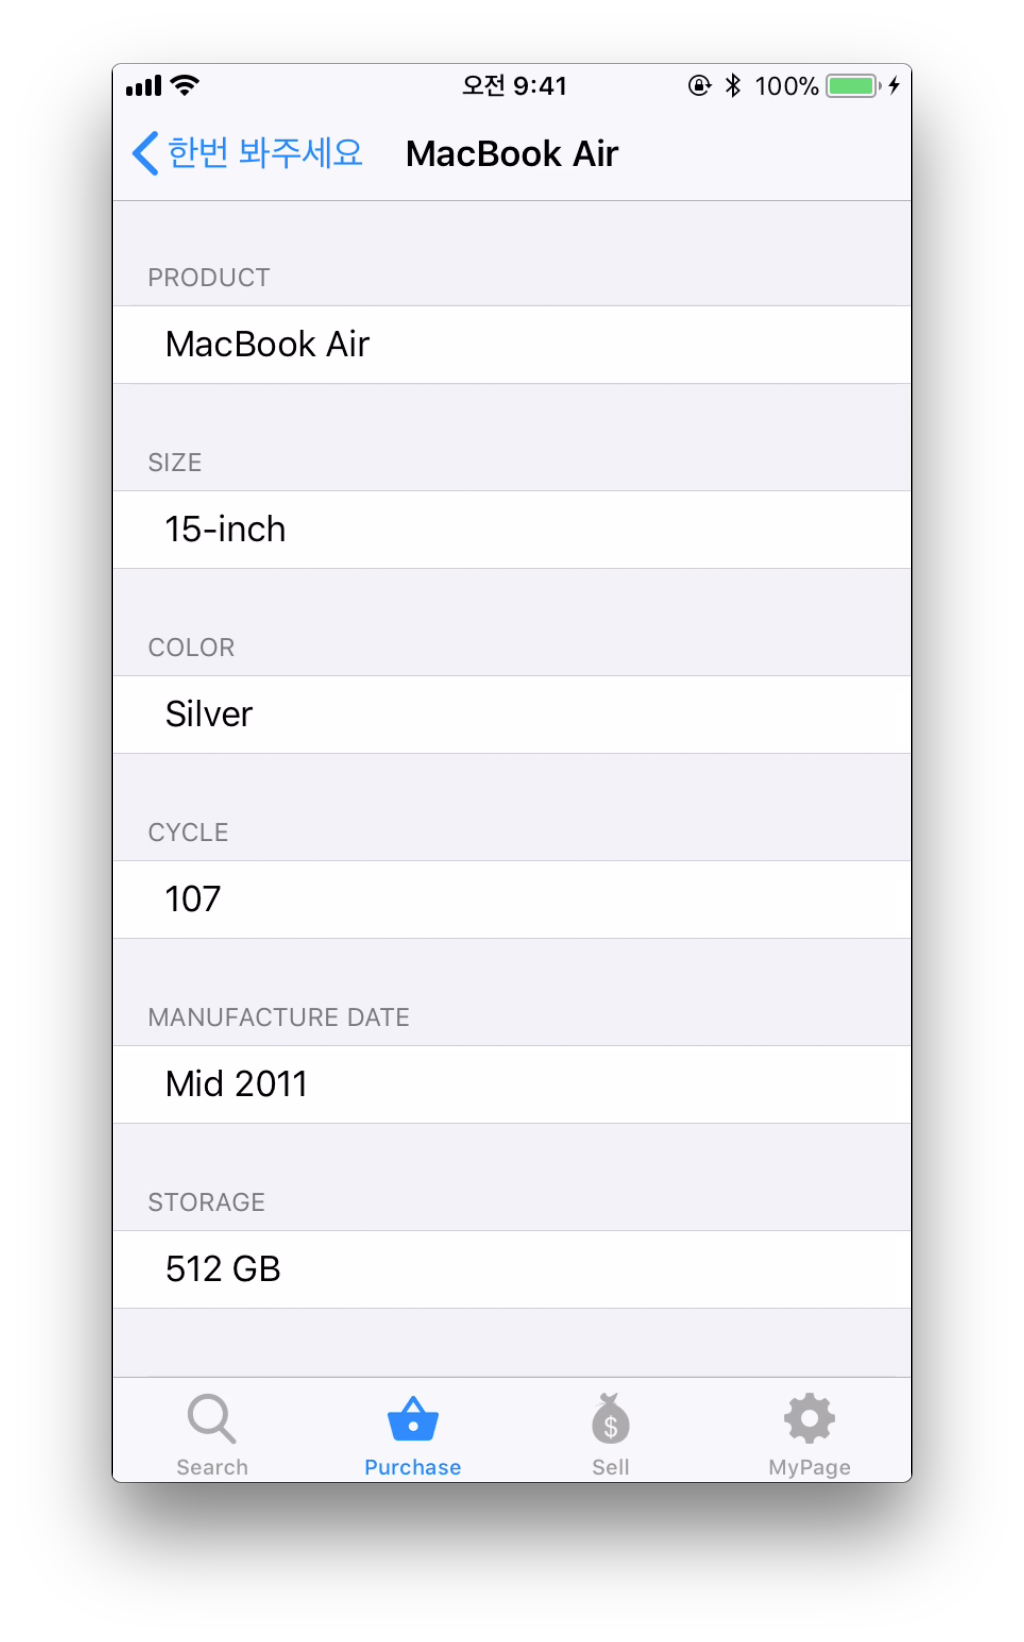 오전 9:41
100%
한번 봐주세요
MacBook Air
PRODUCT
MacBook Air
SIZE
15-inch
COLOR
Silver
CYCLE
107
MANUFACTURE DATE
Mid 2011
STORAGE
512 GB
Search
Purchase
$
Sell
MyPage